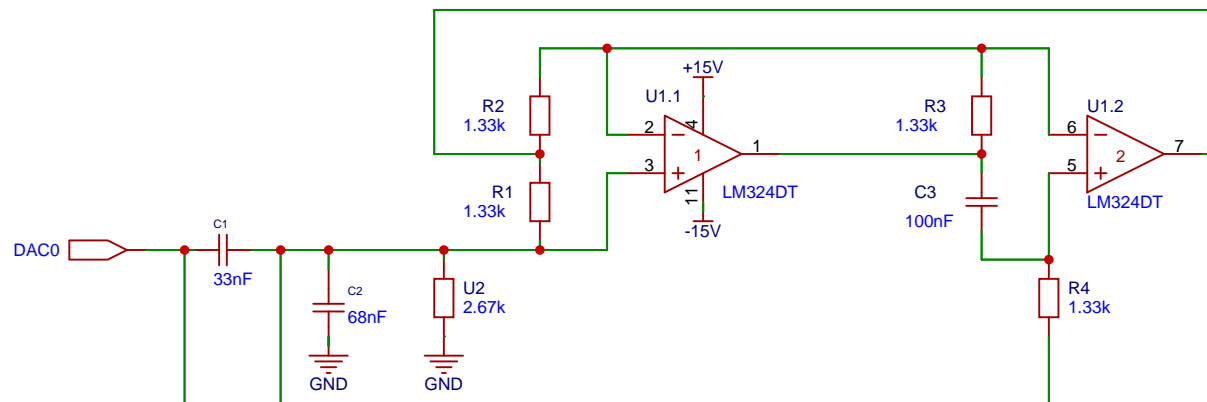 +15V
U1.1
R2
1.33k
R3
1.33k
U1.2
4
2
1
1
6
7
2
3
5
R1
1.33k
11
LM324DT
C3
100nF
LM324DT
-15V
DAC0
C1
33nF
C2
68nF
U2
2.67k
R4
1.33k
GND
GND